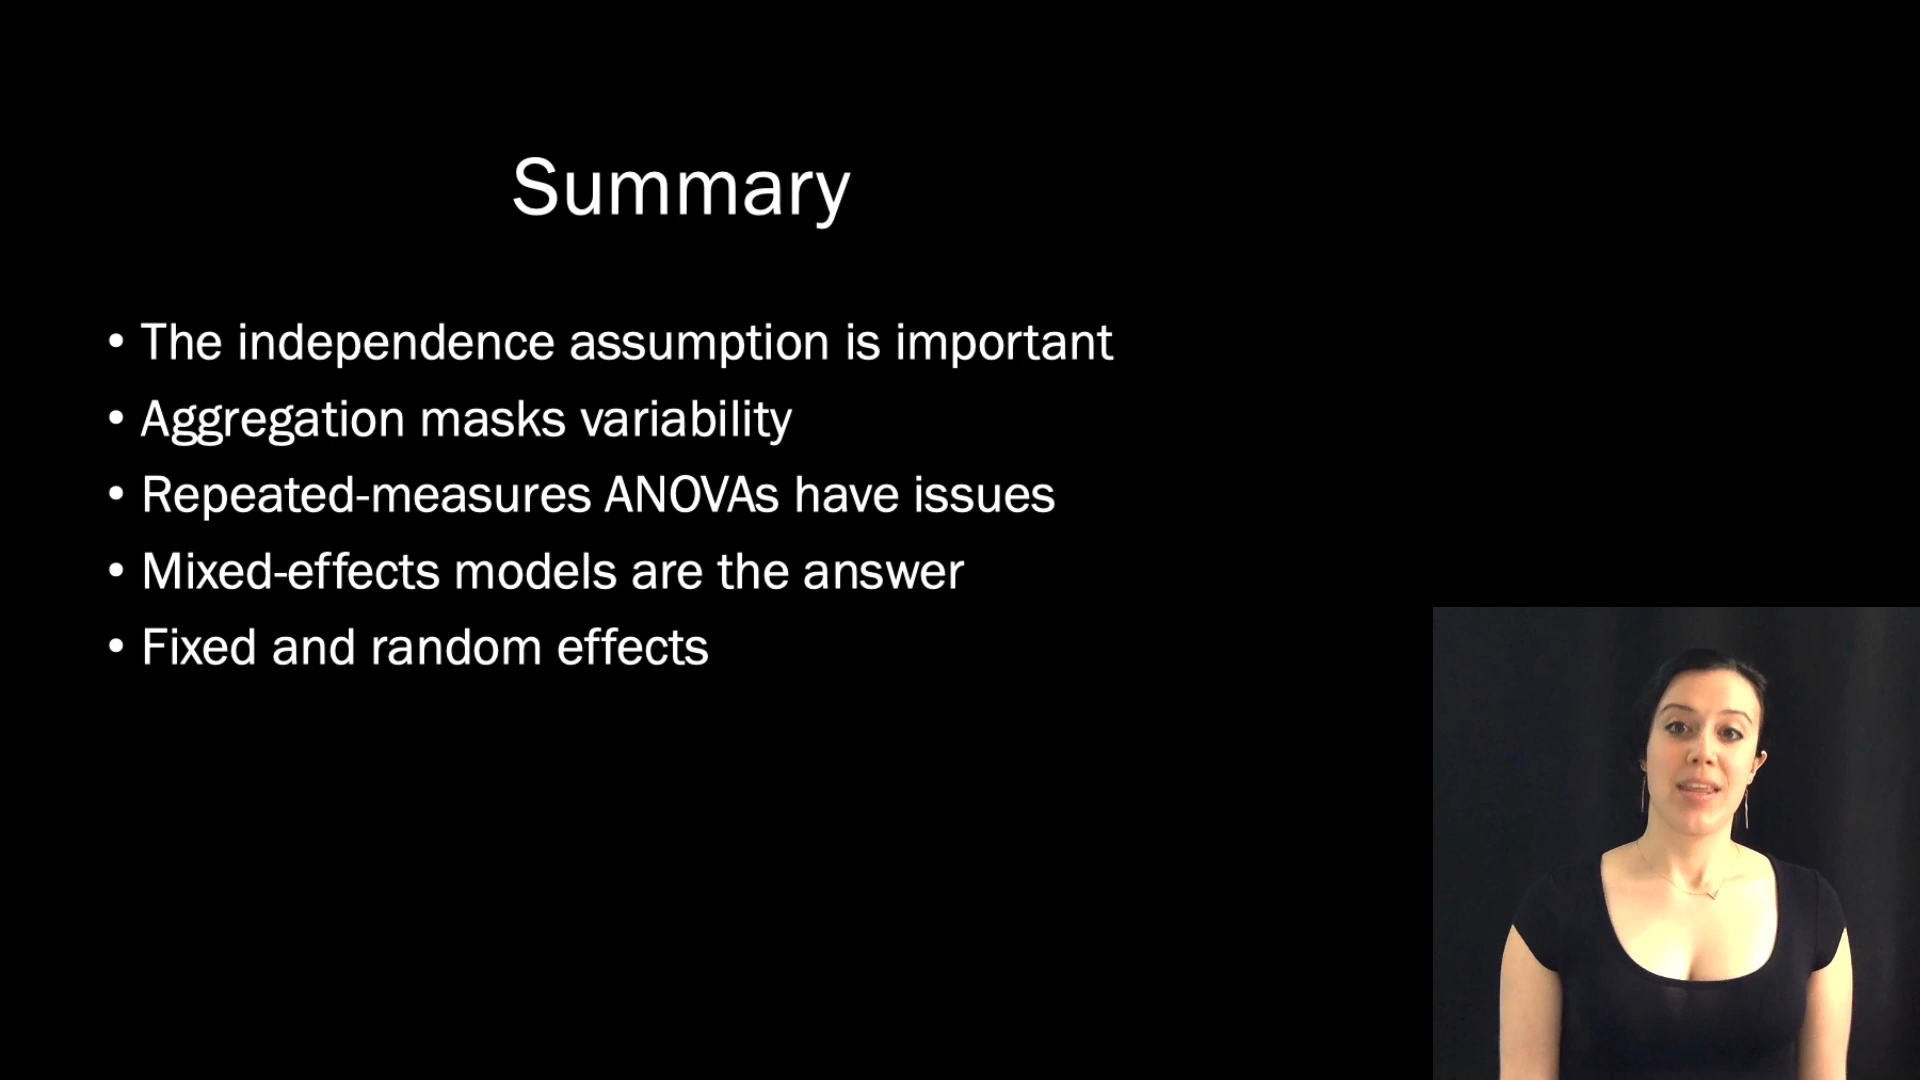 Summary
• The independence assumption is important
• Aggregation masks variability
• Repeated-measures ANOVAs have issues
• Mixed-effects models are the answer
• Fixed and random effects